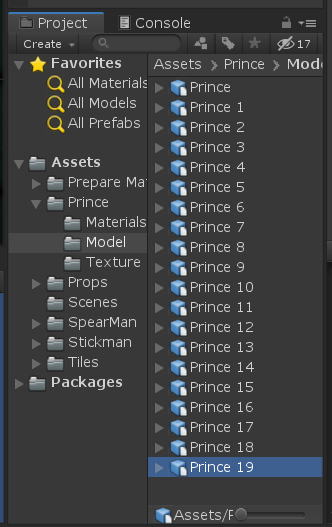 Project
Console
Create
17
Favorites
All Materials
All Models
All Prefabs
Assets
Prepare Ma
Prince
Materials
Model
Texture
Props
Scenes
SpearMan
Stickman
Tiles
Packages
Assets Prince Mod
Prince
Prince 1
Prince 2
Prince 3
Prince 4
Prince 5
Prince 6
Prince 7
Prince 8
Prince 9
Prince 10
Prince 11
Prince 12
Prince 13
Prince 14
Prince 15
Prince 16
Prince 17
Prince 18
Prince 19
Assets/P